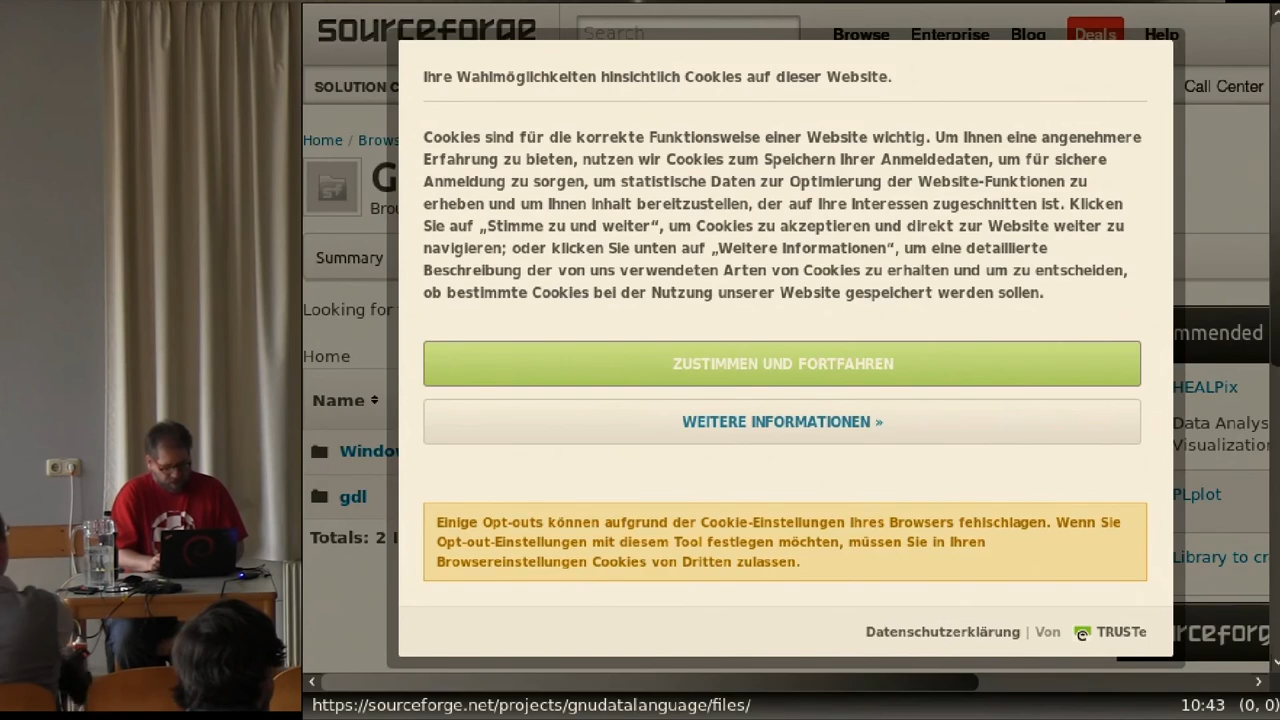 sourceforge
Search
Browse
Enterprise
Blog
Deals
Help
SOLUTION C
Call Center
Home / Brows
G
Brow
Summary
Looking for
Home
Name
Window
gdl
Totals: 2 I
Ihre Wahlmöglichkeiten hinsichtlich Cookies auf dieser Website.
Cookies sind für die korrekte Funktionsweise einer Website wichtig. Um Ihnen eine angenehmere
Erfahrung zu bieten, nutzen wir Cookies zum Speichern Ihrer Anmeldedaten, um für sichere
Anmeldung zu sorgen, um statistische Daten zur Optimierung der Website-Funktionen zu
erheben und um Ihnen Inhalt bereitzustellen, der auf Ihre Interessen zugeschnitten ist. Klicken
Sie auf „Stimme zu und weiter“, um Cookies zu akzeptieren und direkt zur Website weiter zu
navigieren; oder klicken Sie unten auf „Weitere Informationen“, um eine detaillierte
Beschreibung der von uns verwendeten Arten von Cookies zu erhalten und um zu entscheiden,
ob bestimmte Cookies bei der Nutzung unserer Website gespeichert werden sollen.
ZUSTIMMEN UND FORTFAHREN
WEITERE INFORMATIONEN »
Einige Opt-outs können aufgrund der Cookie-Einstellungen Ihres Browsers fehlschlagen. Wenn Sie
Opt-out-Einstellungen mit diesem Tool festlegen möchten, müssen Sie in Ihren
Browsereinstellungen Cookies von Dritten zulassen.
Datenschutzerklärung | Von TRUSTe
mmended
HEALPix
Data Analys
Visualization
PLplot
Library to cr
rceforg
https://sourceforge.net/projects/gnudatalanguage/files/
10:43 (0, 0)